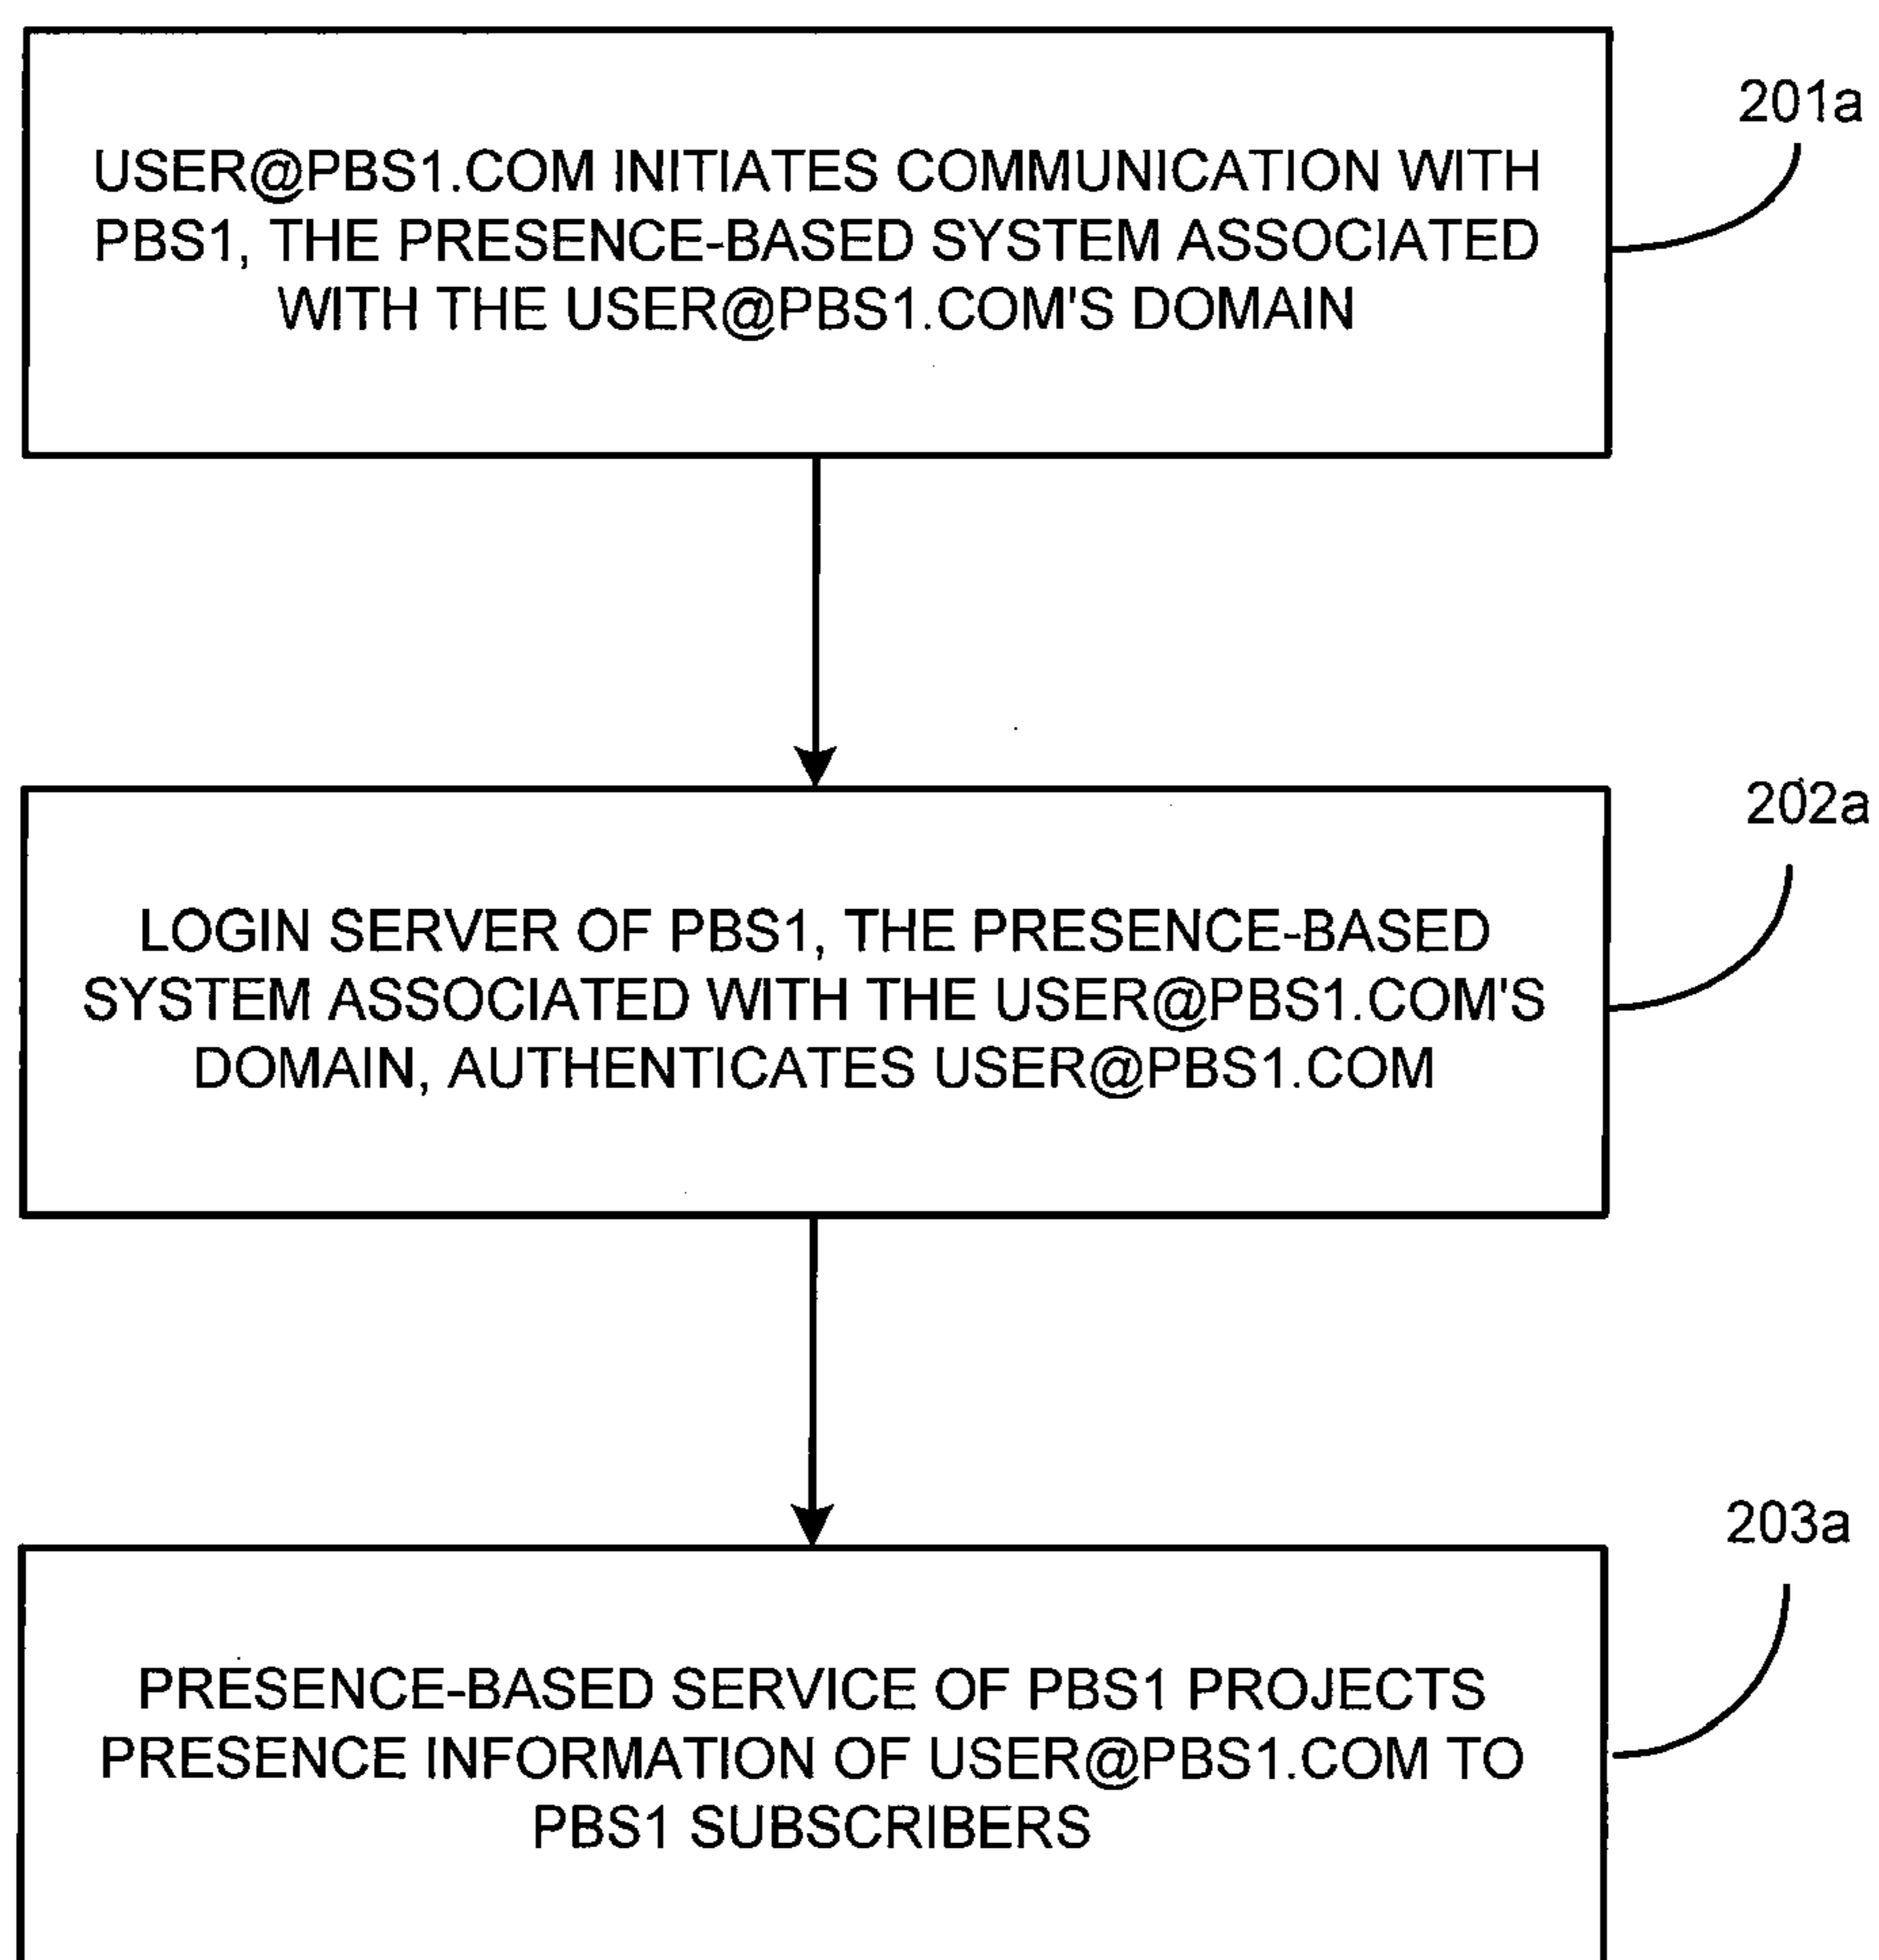 201a
USER@PBS1.COM INITIATES COMMUNICATION WITH
PBS1, THE PRESENCE-BASED SYSTEM ASSOCIATED
WITH THE USER@PBS1.COM'S DOMAIN
202a
LOGIN SERVER OF PBS1, THE PRESENCE-BASED
SYSTEM ASSOCIATED WITH THE USER@PBS1.COM'S
DOMAIN, AUTHENTICATES USER@PBS1.COM
203a
PRESENCE-BASED SERVICE OF PBS1 PROJECTS
PRESENCE INFORMATION OF USER@PBS1.COM TO
PBS1 SUBSCRIBERS